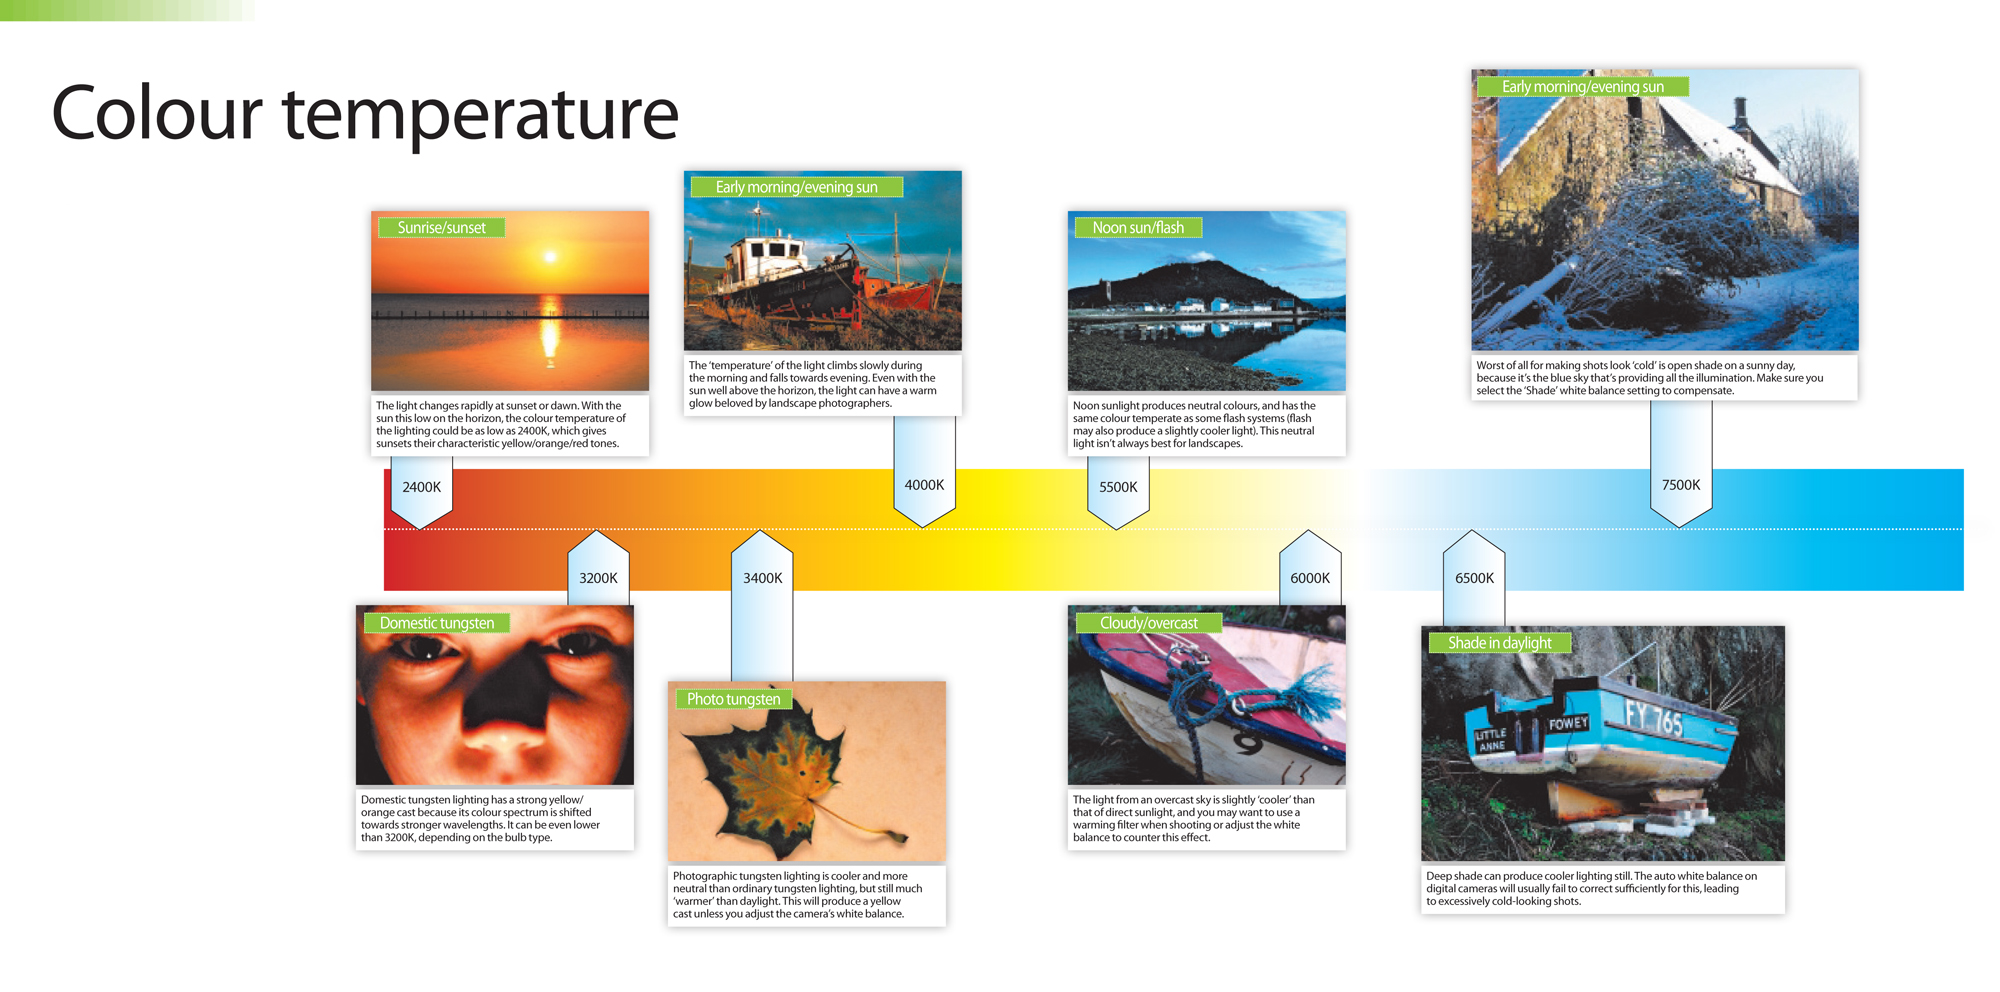 Colour temperature
Sunrise/sunset
The light changes rapidly at sunset or dawn. With the
sun this low on the horizon, the colour temperature of
the lighting could be as low as 2400K, which gives
sunsets their characteristic yellow/orange/red tones.
Early morning/evening sun
The ‘temperature’ of the light climbs slowly during
the morning and falls towards evening. Even with the
sun well above the horizon, the light can have a warm
glow beloved by landscape photographers.
Noon sun/flash
Noon sunlight produces neutral colours, and has the
same colour temperate as some flash systems (flash
may also produce a slightly cooler light). This neutral
light isn’t always best for landscapes.
Early morning/evening sun
Worst of all for making shots look ‘cold’ is open shade on a sunny day,
because it’s the blue sky that’s providing all the illumination. Make sure you
select the ‘Shade’ white balance setting to compensate.
2400K
4000K
5500K
7500K
3200K
3400K
6000K
6500K
Domestic tungsten
Domestic tungsten lighting has a strong yellow/
orange cast because its colour spectrum is shifted
towards stronger wavelengths. It can be even lower
than 3200K, depending on the bulb type.
Photo tungsten
Photographic tungsten lighting is cooler and more
neutral than ordinary tungsten lighting, but still much
‘warmer’ than daylight. This will produce a yellow
cast unless you adjust the camera’s white balance.
Cloudy/overcast
9
The light from an overcast sky is slightly ‘cooler’ than
that of direct sunlight, and you may want to use a
warming filter when shooting or adjust the white
balance to counter this effect.
Shade in daylight
LITTLE
ANNE
FOWEY
FY 765
Deep shade can produce cooler lighting still. The auto white balance on
digital cameras will usually fail to correct sufficiently for this, leading
to excessively cold-looking shots.